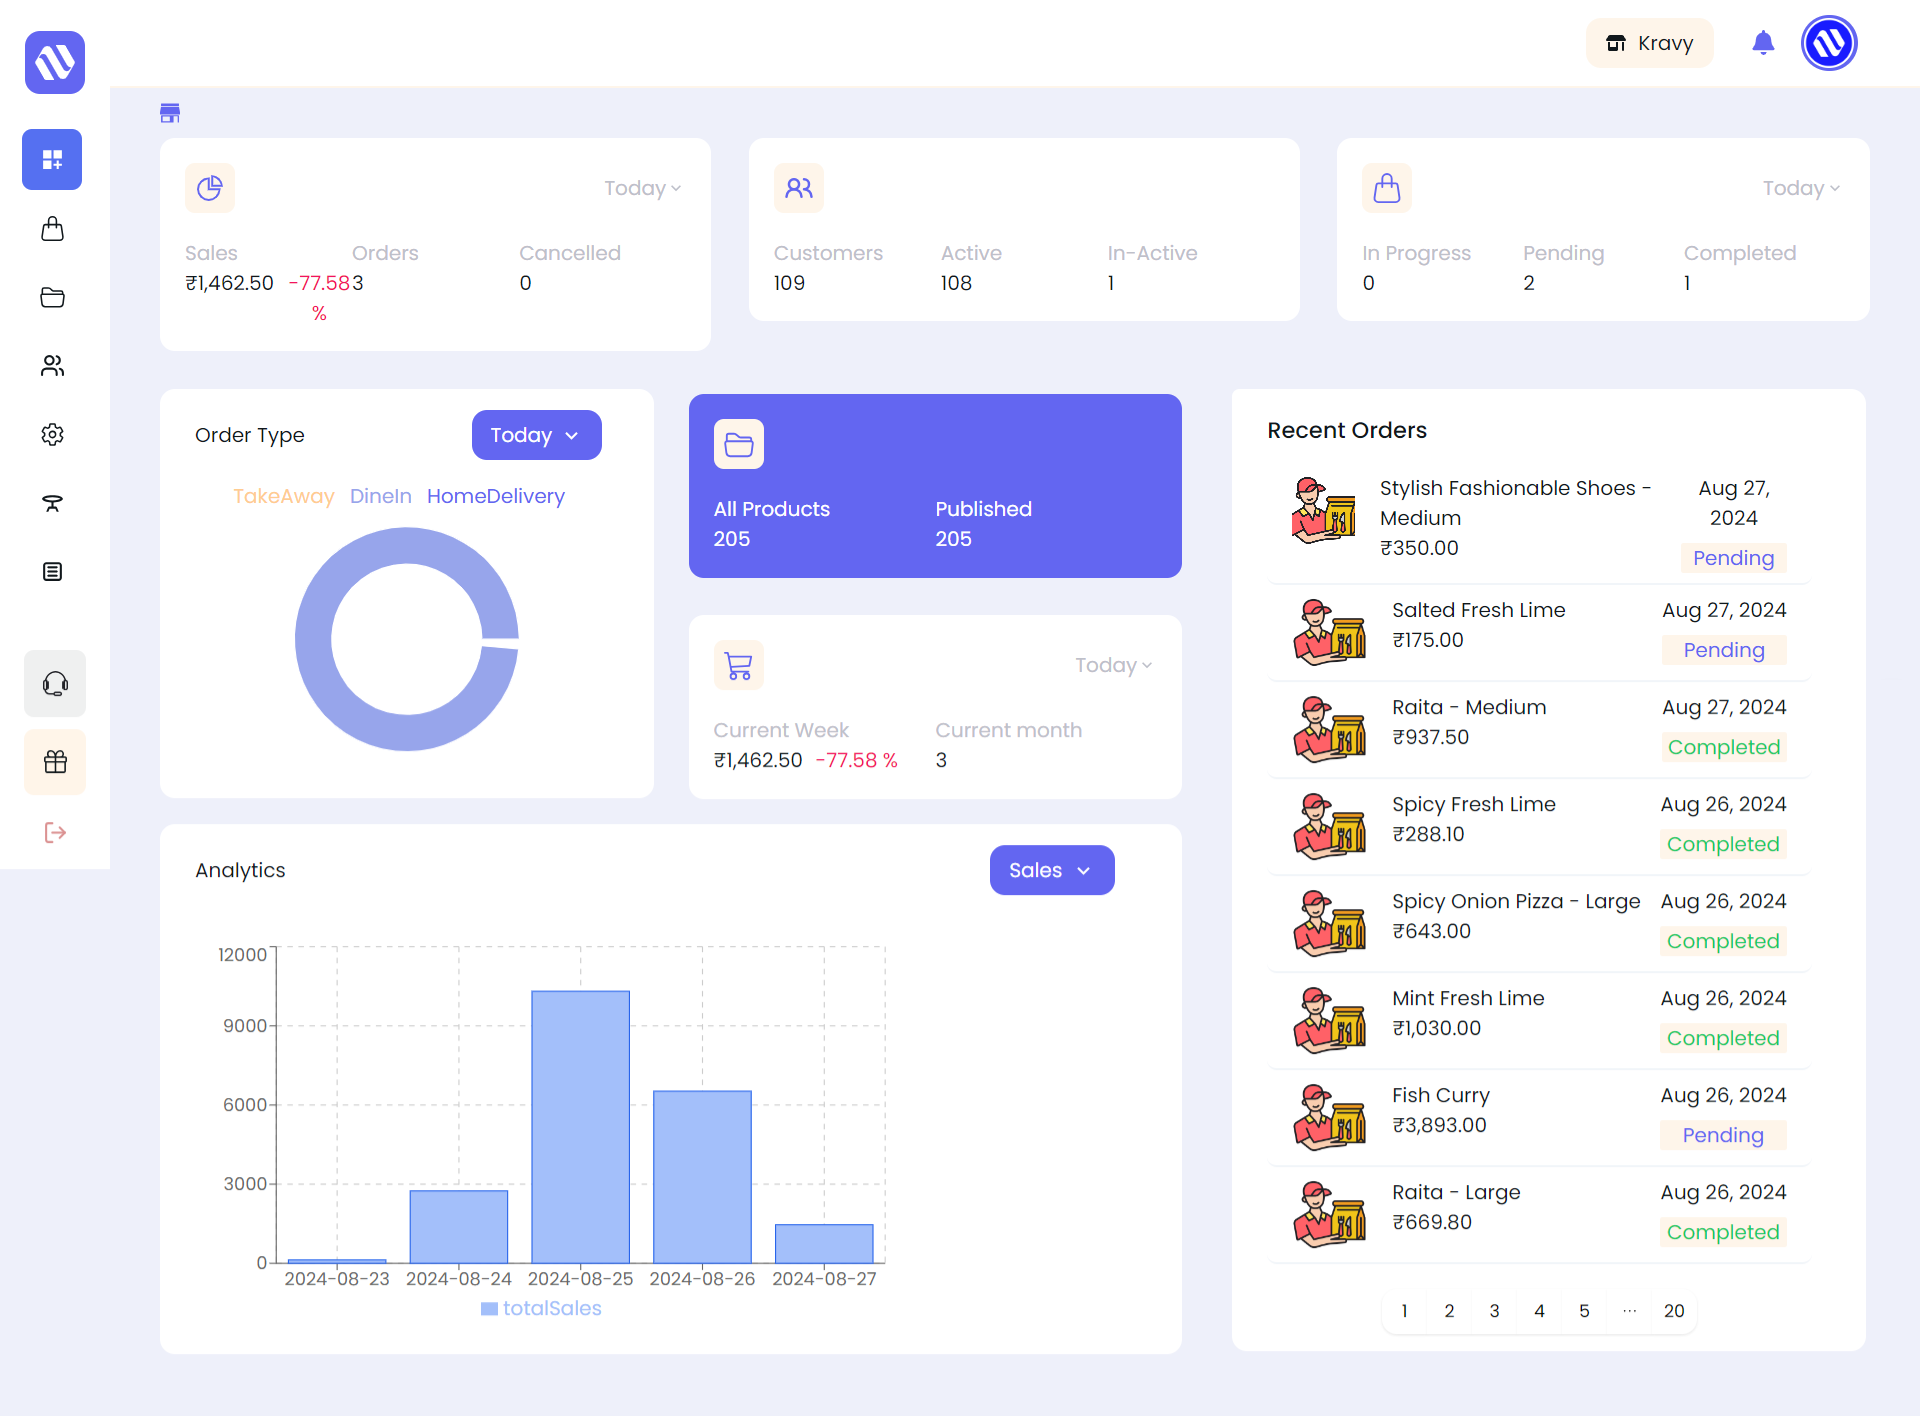 Kravy
Today
Sales Orders Cancelled
₹1,462.50 -77.58 3 0
%
Customers Active In-Active
109 108 1
Today
In Progress Pending Completed
0 2 1
Order Type Today
TakeAway DineIn HomeDelivery
All Products Published
205 205
Today
Current Week Current month
₹1,462.50 -77.58 % 3
Analytics Sales
12000
9000
6000
3000
0
2024-08-23 2024-08-24 2024-08-25 2024-08-26 2024-08-27
totalSales
Recent Orders
Stylish Fashionable Shoes - Aug 27,
Medium 2024
₹350.00
Pending
Salted Fresh Lime Aug 27, 2024
₹175.00
Pending
Raita - Medium Aug 27, 2024
₹937.50
Completed
Spicy Fresh Lime Aug 26, 2024
₹288.10
Completed
Spicy Onion Pizza - Large Aug 26, 2024
₹643.00
Completed
Mint Fresh Lime Aug 26, 2024
₹1,030.00
Completed
Fish Curry Aug 26, 2024
₹3,893.00
Pending
Raita - Large Aug 26, 2024
₹669.80
Completed
1 2 3 4 5 ... 20